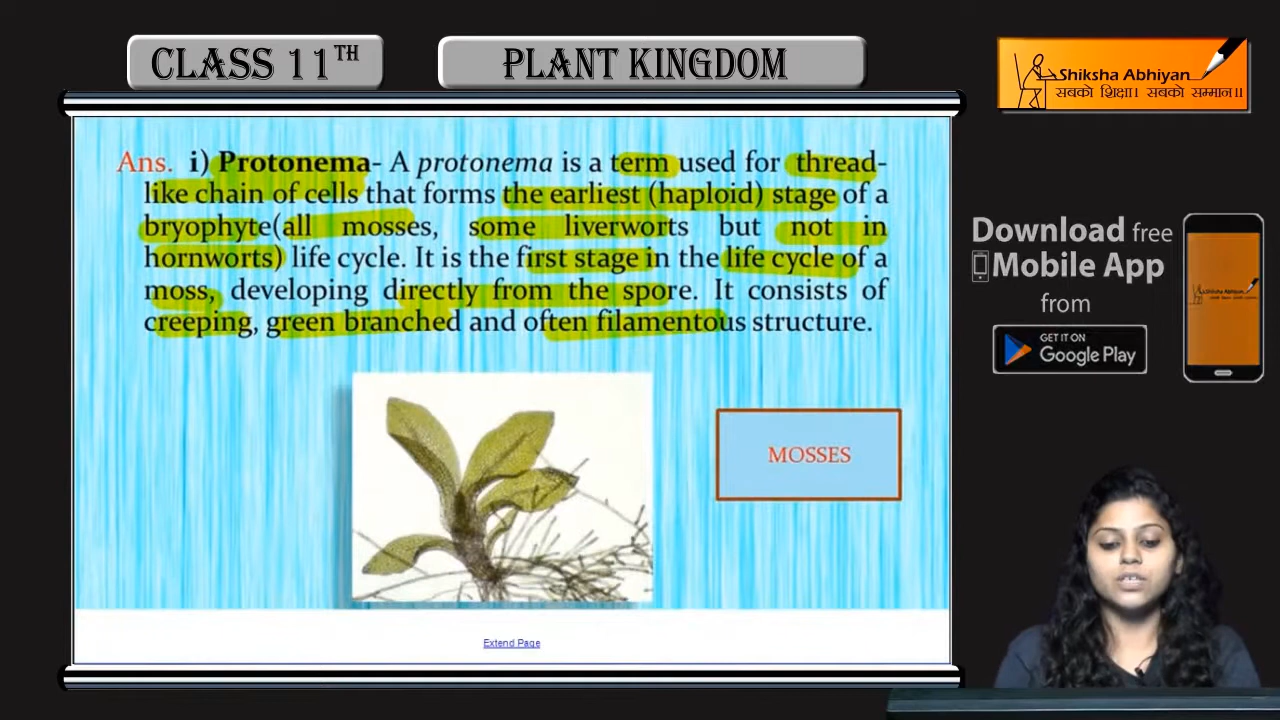 CLASS 11TH
PLANT KINGDOM
Shiksha Abhiyan
सबको शिक्षा। सबको सम्मान॥
Ans. i) Protonema- A protonema is a term used for thread-
like chain of cells that forms the earliest (haploid) stage of a
bryophyte(all mosses, some liverworts but not in
hornworts) life cycle. It is the first stage in the life cycle of a
moss, developing directly from the spore. It consists of
creeping, green branched and often filamentous structure.
MOSSES
Extend Page
Download free
Mobile App
from
GET IT ON
Google Play